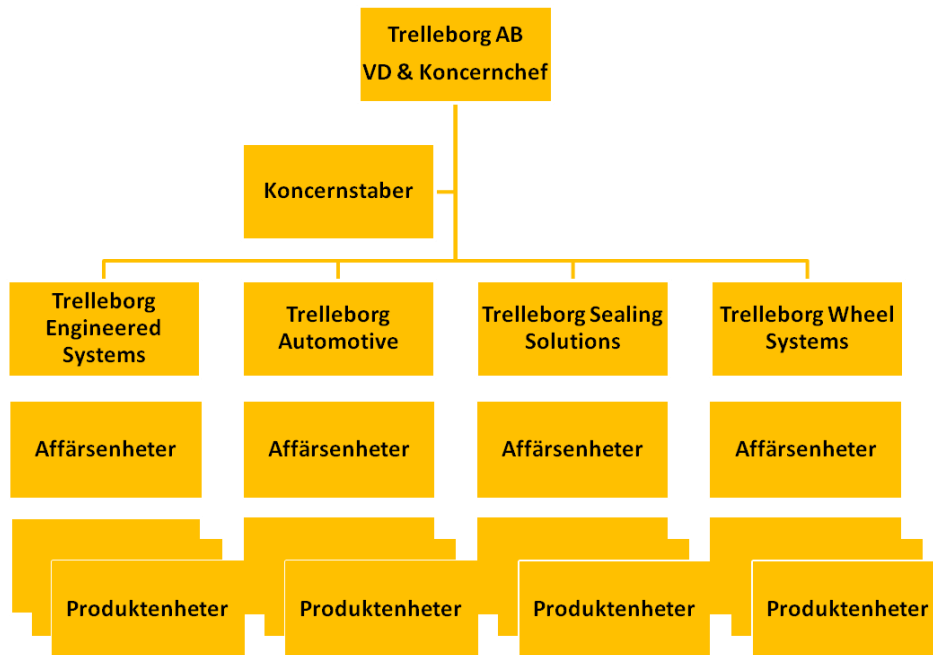 Trelleborg AB
VD & Koncernchef
Koncernstaber
Trelleborg
Engineered
Systems
Trelleborg
Automotive
Trelleborg Sealing
Solutions
Trelleborg Wheel
Systems
Affärsenheter
Affärsenheter
Affärsenheter
Affärsenheter
Produktenheter
Produktenheter
Produktenheter
Produktenheter